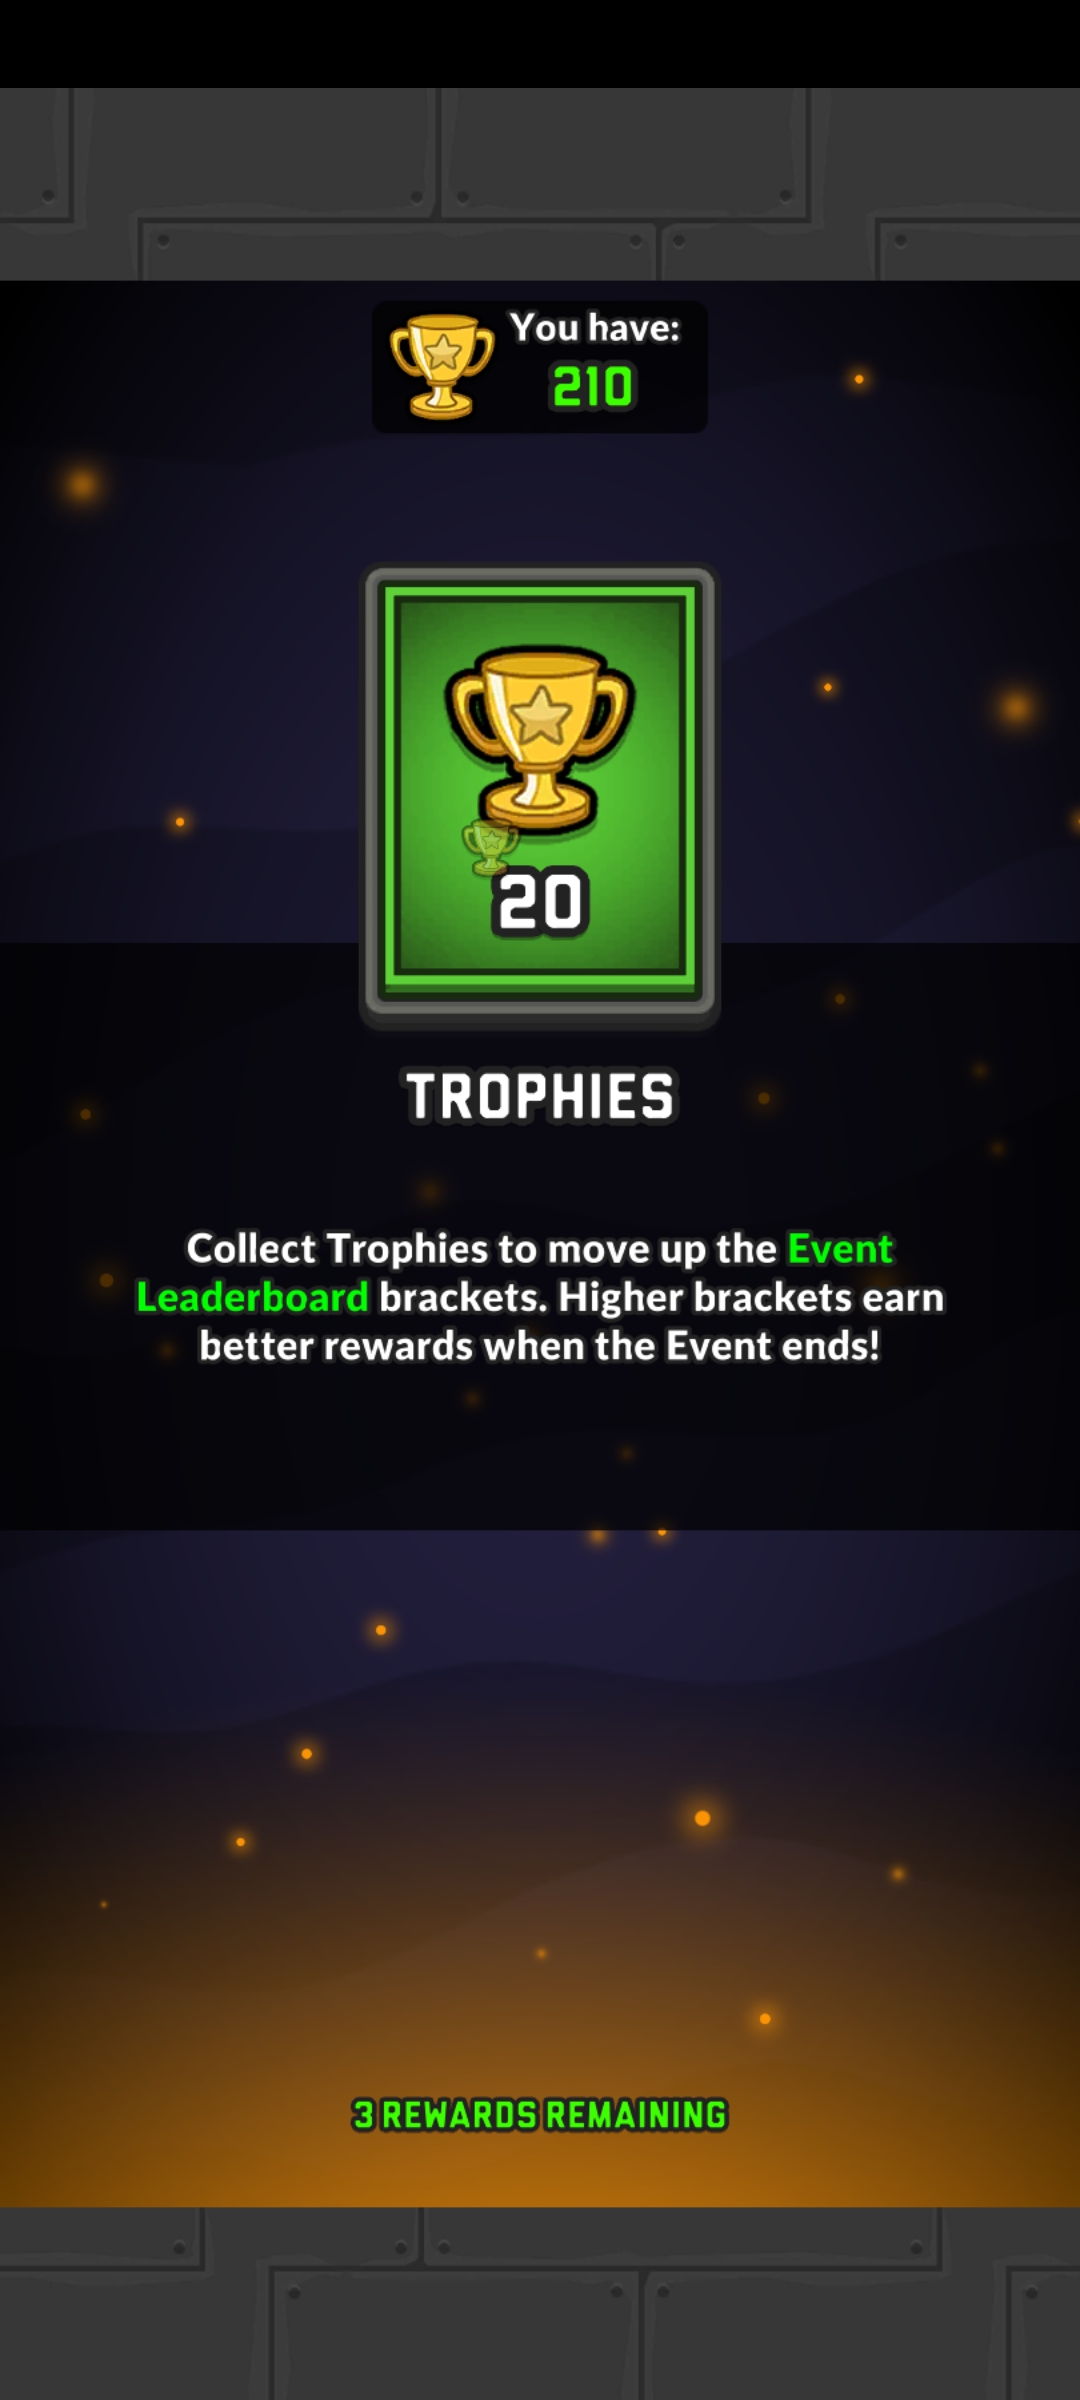 You have:
210
20
TROPHIES
Collect Trophies to move up the Event
Leaderboard brackets. Higher brackets earn
better rewards when the Event ends!
3 REWARDS REMAINING